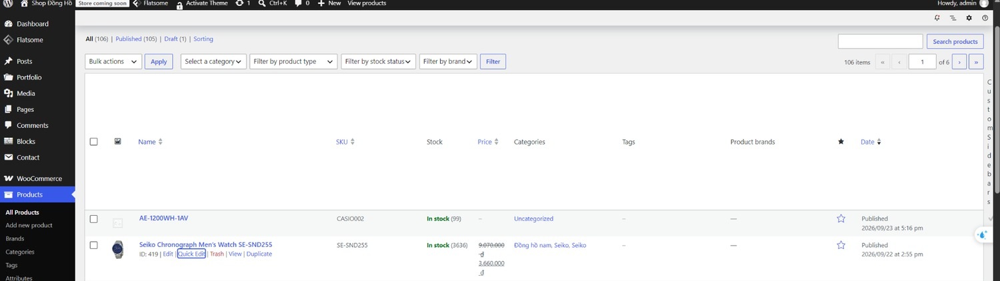 Shop Đồng Hồ Store coming soon Flatsome Activate Theme 1 Ctrl+K 0 New View products Howdy, admin
Dashboard
Flatsome
Posts
Portfolio
Media
Pages
Comments
Blocks
Contact
WooCommerce
Products
All Products
Add new product
Brands
Categories
Tags
Attributes
All (106) | Published (105) | Draft (1) | Sorting
Search products
Bulk actions Apply Select a category Filter by product type Filter by stock status Filter by brand Filter 106 items « ‹ 1 of 6 › »
Name SKU Stock Price Categories Tags Product brands Date
C
u
s
t
o
m
S
i
d
e
b
a
r
s
AE-1200WH-1AV CASIO002 In stock (99) – Uncategorized – — Published
2026/09/23 at 5:16 pm
Seiko Chronograph Men's Watch SE-SND255 SE-SND255 In stock (3636) 9.070.000 Đồng hồ nam, Seiko, Seiko – — Published
ID: 419 | Edit | Quick Edit | Trash | View | Duplicate ₫ 2026/09/22 at 2:55 pm
3.660.000
₫